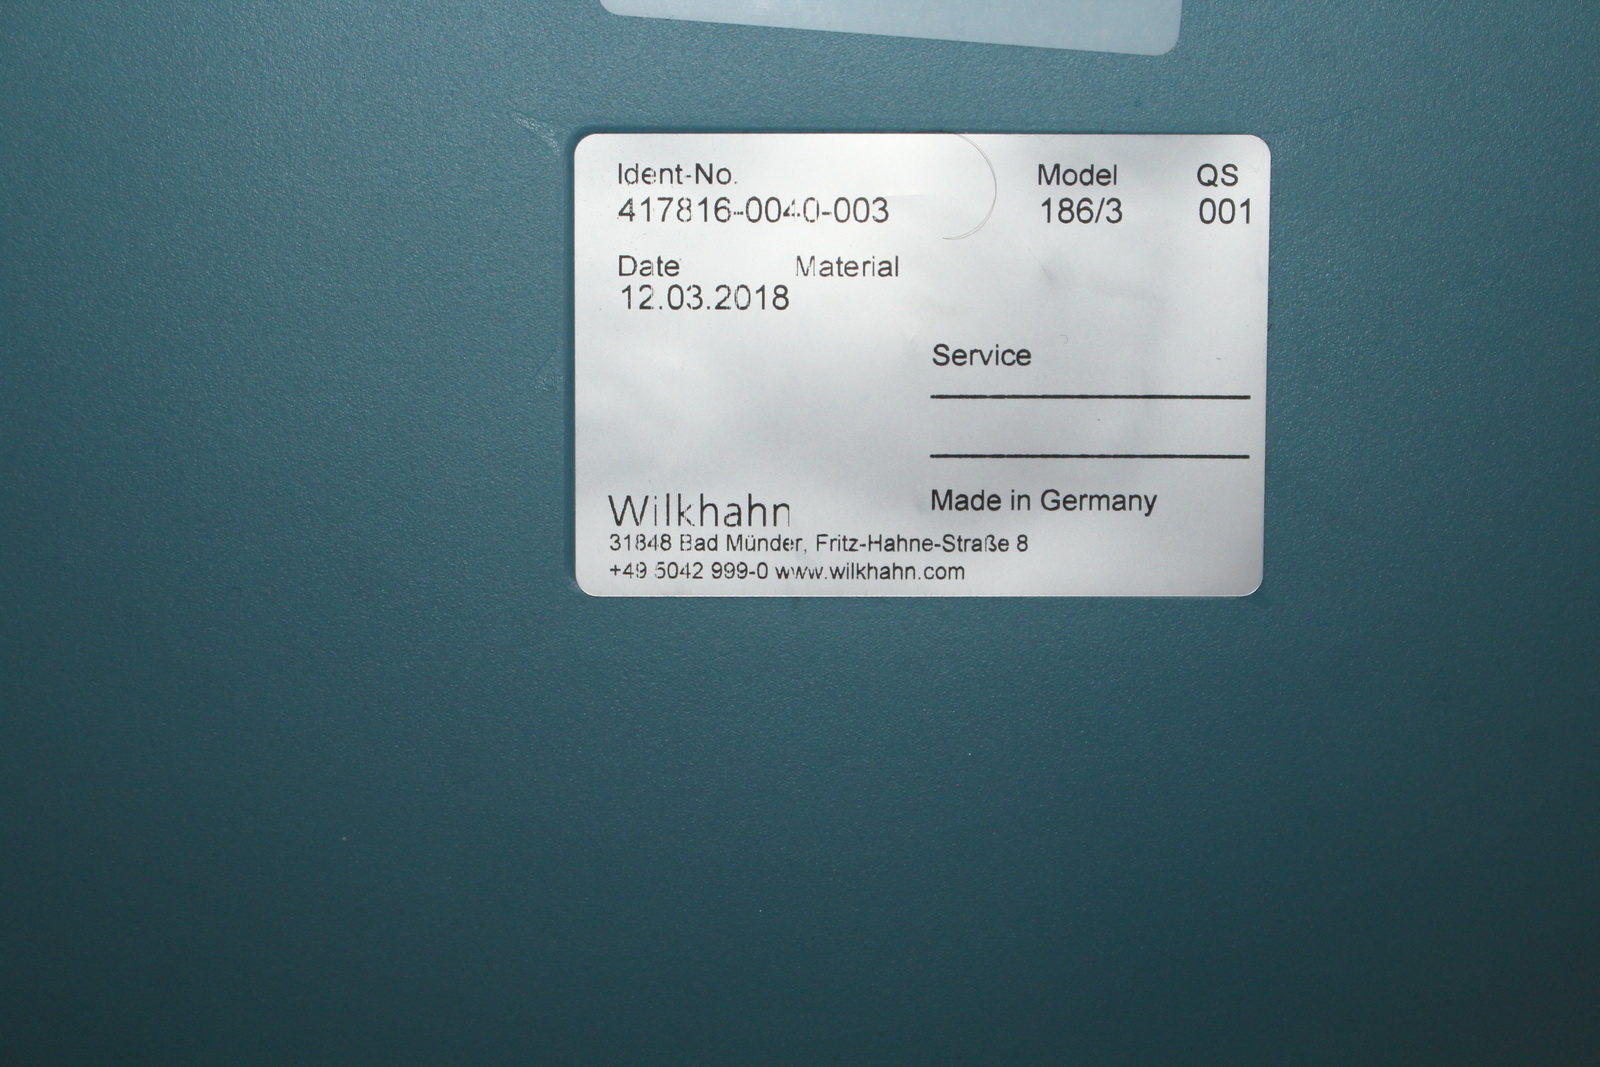 Ident-No. Model QS
417816-0040-003 186/3 001
Date Material
12.03.2018
Service
Made in Germany
Wilkhahn
31848 Bad Münder, Fritz-Hahne-Straße 8
+49 5042 999-0 www.wilkhahn.com